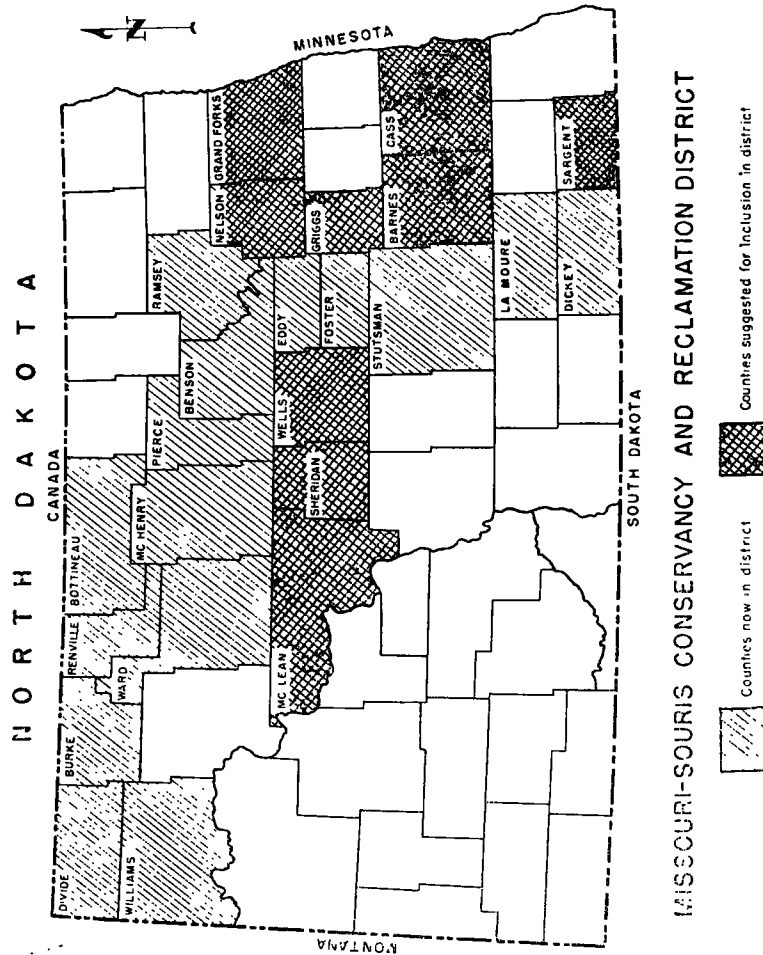 NORTH DAKOTA
CANADA
N
MINNESOTA
MONTANA
SOUTH DAKOTA
DIVIDE
BURKE
RENVILLE
BOTTINEAU
WILLIAMS
WARD
MC HENRY
PIERCE
BENSON
RAMSEY
NELSON
GRAND FORKS
MC LEAN
SHERIDAN
WELLS
EDDY
FOSTER
GRIGGS
STUTSMAN
BARNES
CASS
LA MOURE
DICKEY
SARGENT
MISSOURI-SOURIS CONSERVANCY AND RECLAMATION DISTRICT
Counties now in district
Counties suggested for inclusion in district